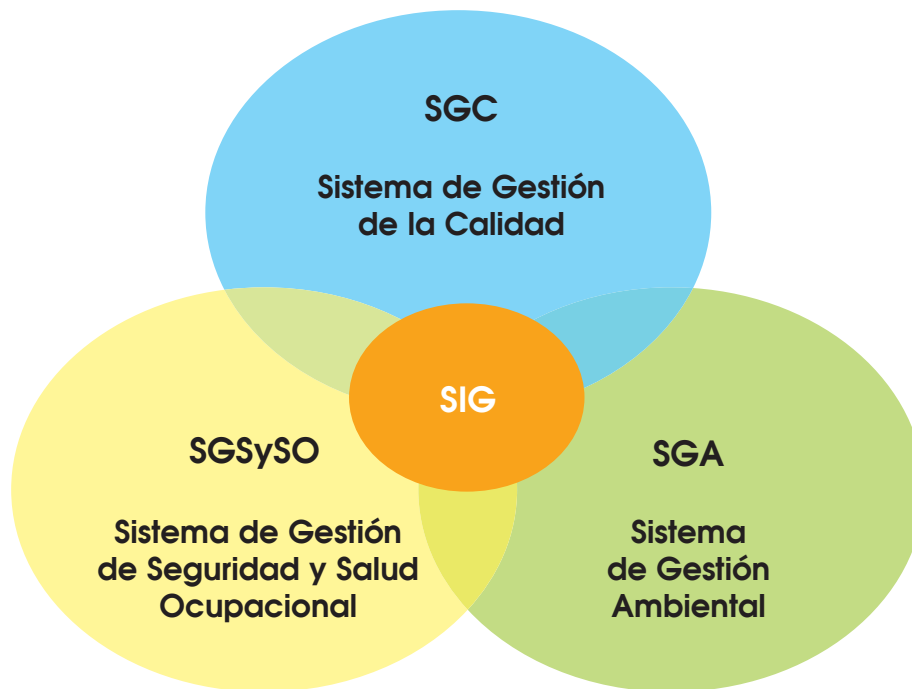 SGC
Sistema de Gestión
de la Calidad
SIG
SGSySO
Sistema de Gestión
de Seguridad y Salud
Ocupacional
SGA
Sistema
de Gestión
Ambiental